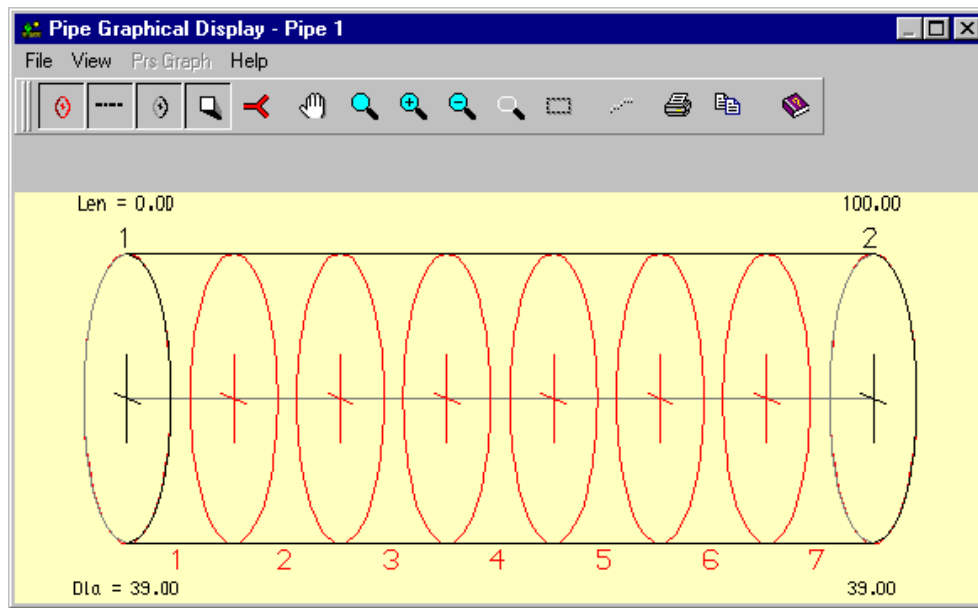 Pipe Graphical Display - Pipe 1
File View Prs Graph Help
Len = 0.00 100.00
1 2
1 2 3 4 5 6 7
Dia = 39.00 39.00